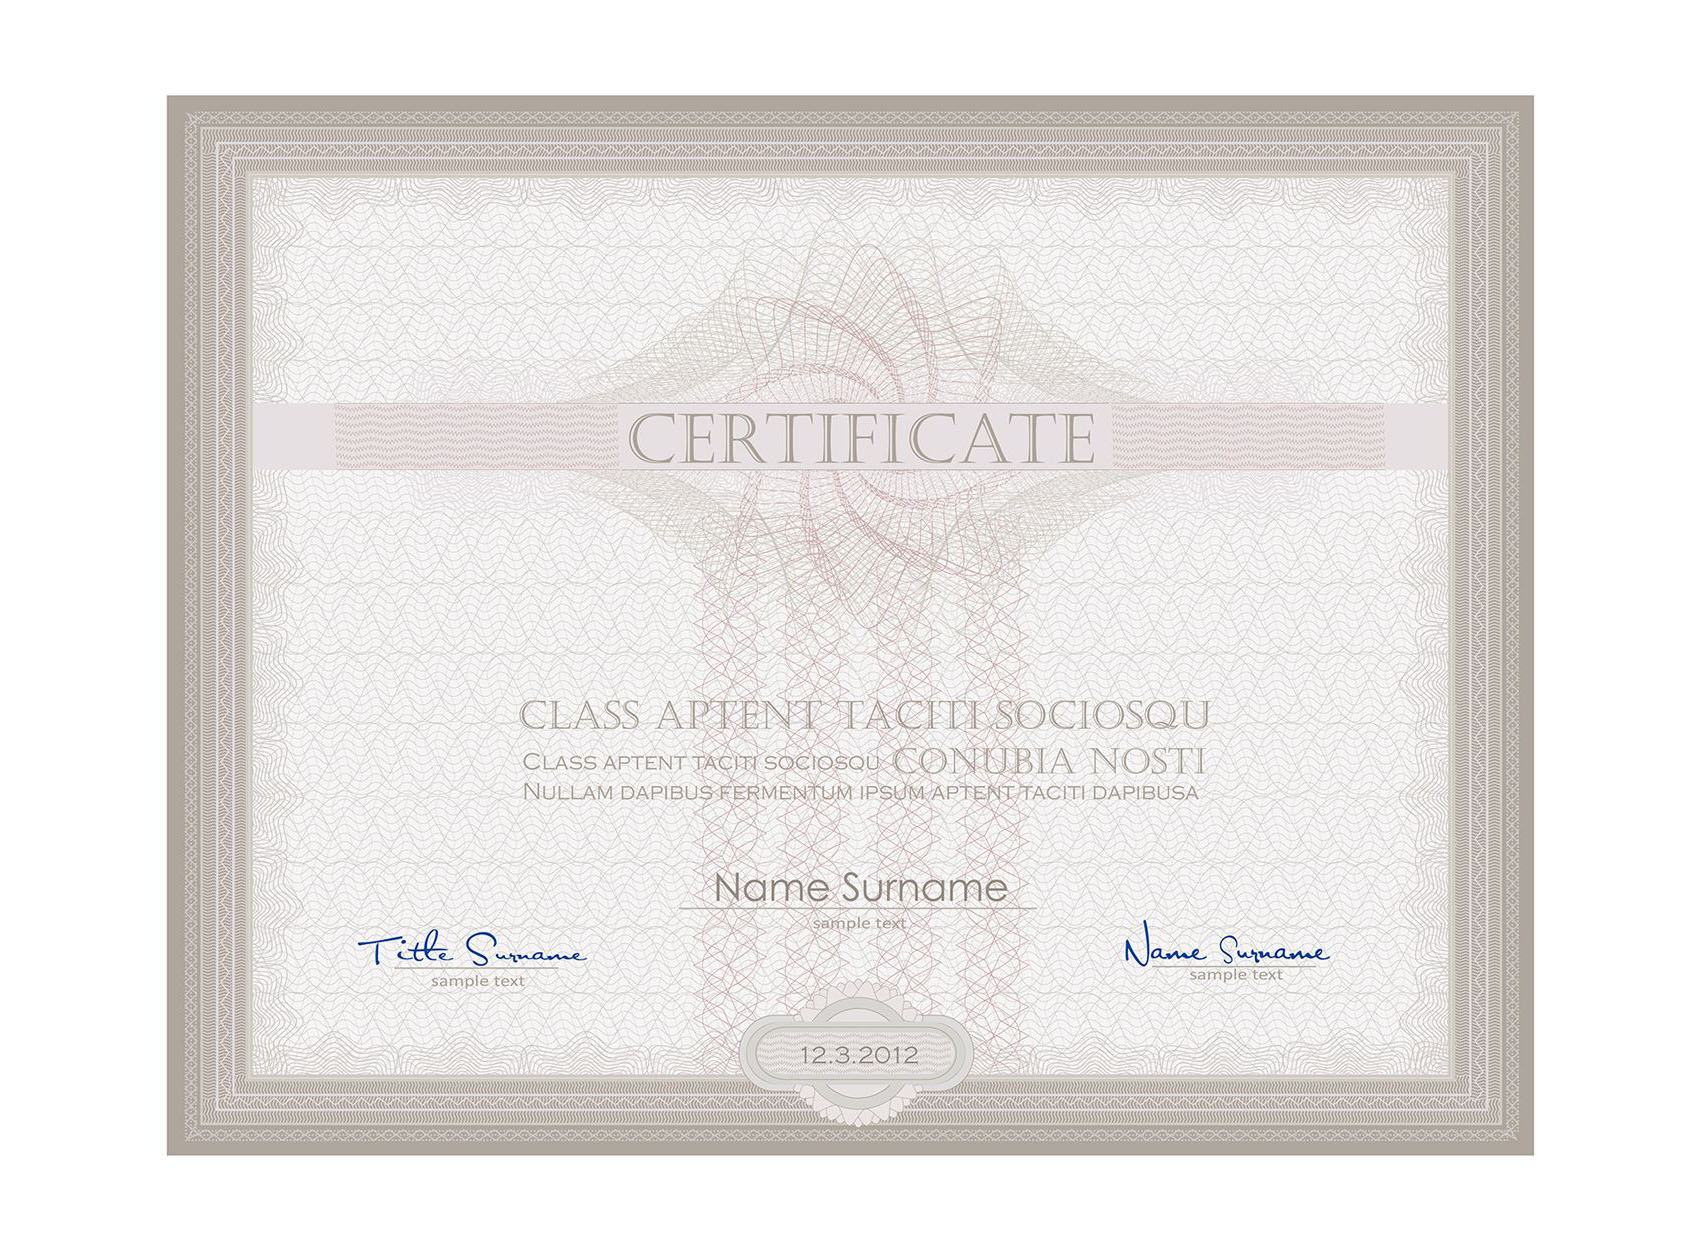 CERTIFICATE
CLASS APTENT TACITI SOCIOSQU
CLASS APTENT TACITI SOCIOSQU CONUBIA NOSTI
NULLAM DAPIBUS FERMENTUM IPSUM APTENT TACITI DAPIBUSA
Name Surname
sample text
Title Surname
sample text
Name Surname
sample text
12.3.2012